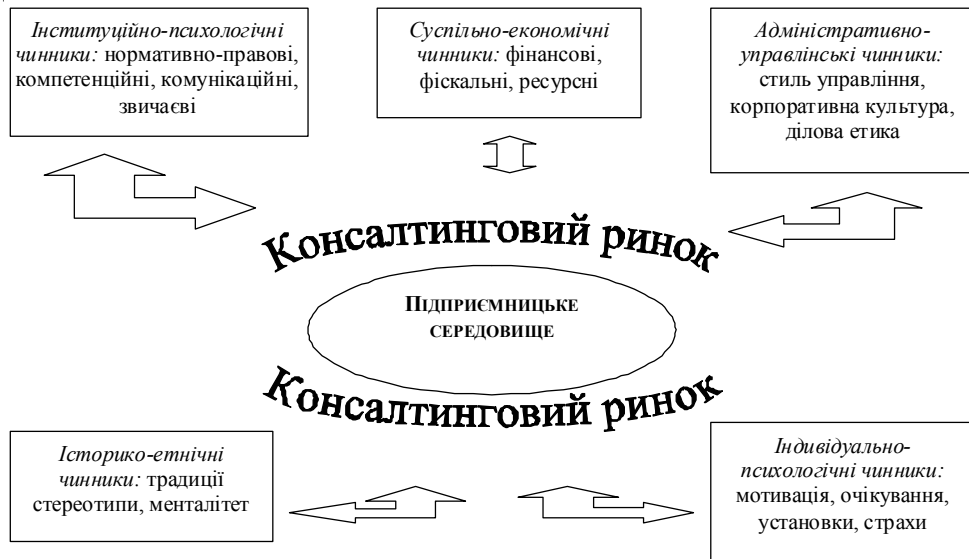 Інституційно-психологічні
чинники: нормативно-правові,
компетенційні, комунікаційні,
звичаєві
Суспільно-економічні
чинники: фінансові,
фіскальні, ресурсні
Адміністративно-
управлінські чинники:
стиль управління,
корпоративна культура,
ділова етика
Консалтинговий ринок
ПІДПРИЄМНИЦЬКЕ
СЕРЕДОВИЩЕ
Консалтинговий ринок
Історико-етнічні
чинники: традиції
стереотипи, менталітет
Індивідуально-
психологічні чинники:
мотивація, очікування,
установки, страхи